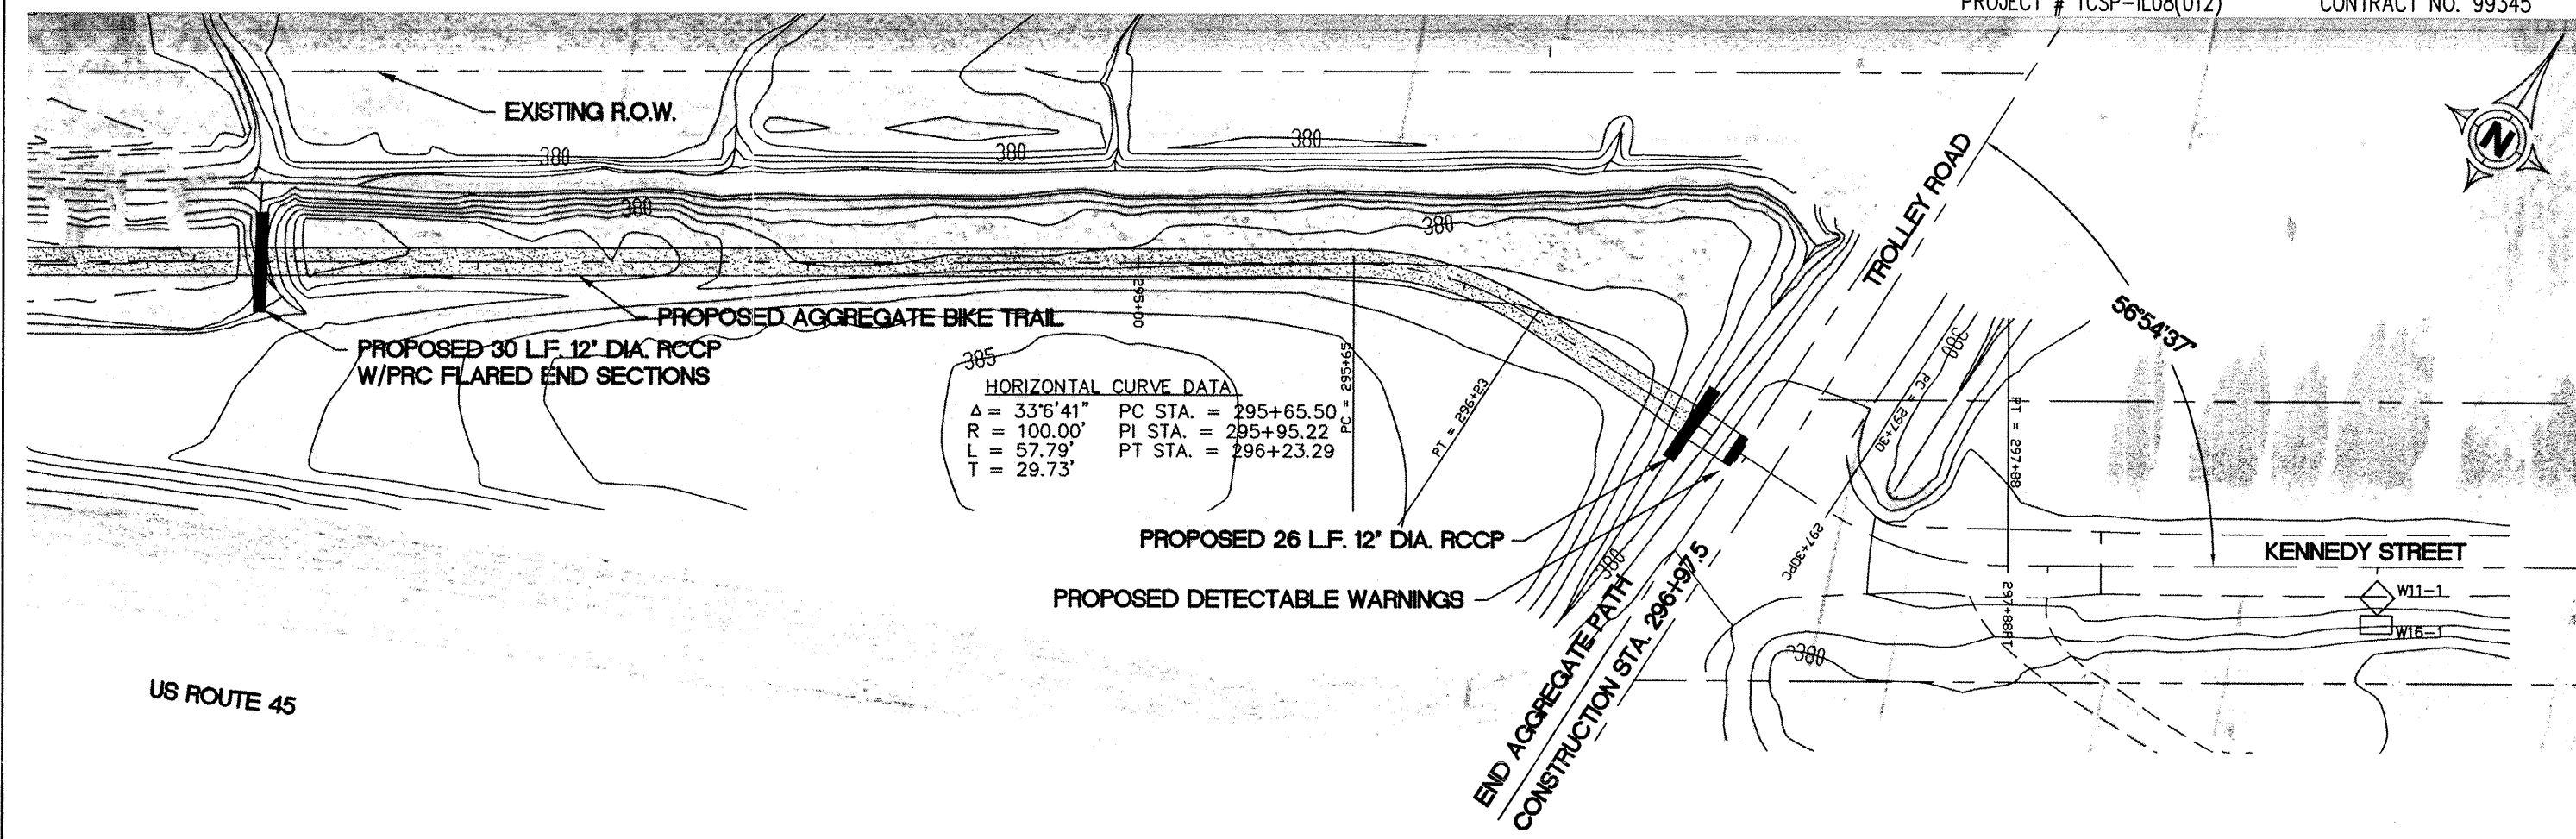 PROJECT # TCSP-IL08(012) CONTRACT NO. 99345
EXISTING R.O.W.
380
380
380
380
380
TROLLEY ROAD
N
56°54'37"
PROPOSED AGGREGATE BIKE TRAIL
295+00
PROPOSED 30 L.F. 12" DIA. RCCP
W/PRC FLARED END SECTIONS
385
HORIZONTAL CURVE DATA
Δ = 33°6'41" PC STA. = 295+65.50
R = 100.00' PI STA. = 295+95.22
L = 57.79' PT STA. = 296+23.29
T = 29.73'
PC = 295+65
PT = 296+23
380
PC = 297+30
PT = 297+88
PROPOSED 26 L.F. 12" DIA. RCCP
PROPOSED DETECTABLE WARNINGS
380
297+30PC
297+88PT
KENNEDY STREET
W11-1
W16-1
380
US ROUTE 45
END AGGREGATE PATH
CONSTRUCTION STA. 296+97.5